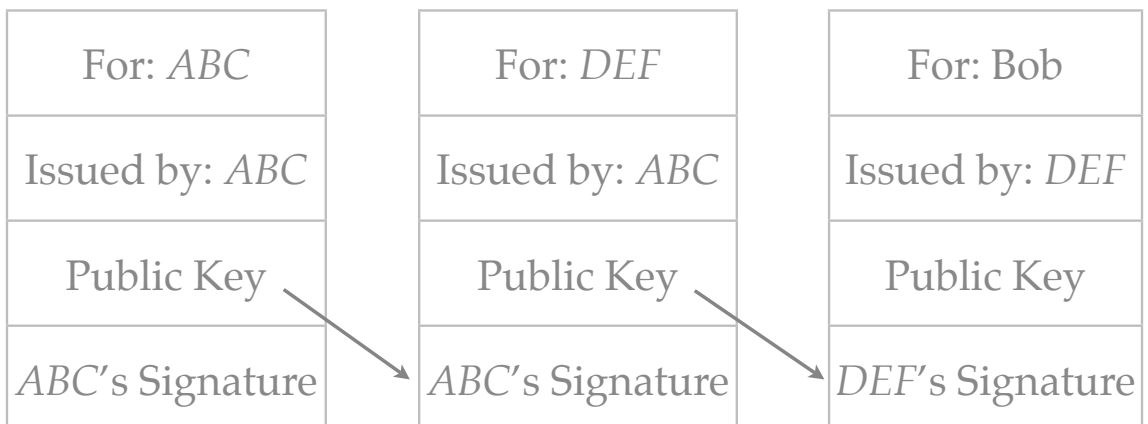 For: ABC
Issued by: ABC
Public Key
ABC’s Signature
For: DEF
Issued by: ABC
Public Key
ABC’s Signature
For: Bob
Issued by: DEF
Public Key
DEF’s Signature